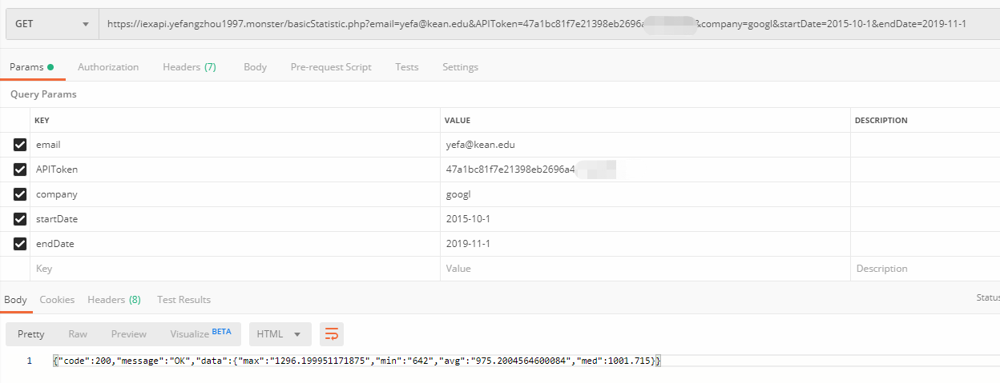 GET https://iexapi.yefangzhou1997.monster/basicStatistic.php?email=yefa@kean.edu&APIToken=47a1bc81f7e21398eb2696a &company=googl&startDate=2015-10-1&endDate=2019-11-1
Params Authorization Headers (7) Body Pre-request Script Tests Settings
Query Params
KEY VALUE DESCRIPTION
email yefa@kean.edu
APIToken 47a1bc81f7e21398eb2696a4
company googl
startDate 2015-10-1
endDate 2019-11-1
Key Value Description
Body Cookies Headers (8) Test Results Status
Pretty Raw Preview Visualize BETA HTML
1 {"code":200,"message":"OK","data":{"max":"1296.199951171875","min":"642","avg":"975.2004564600084","med":1001.715}}